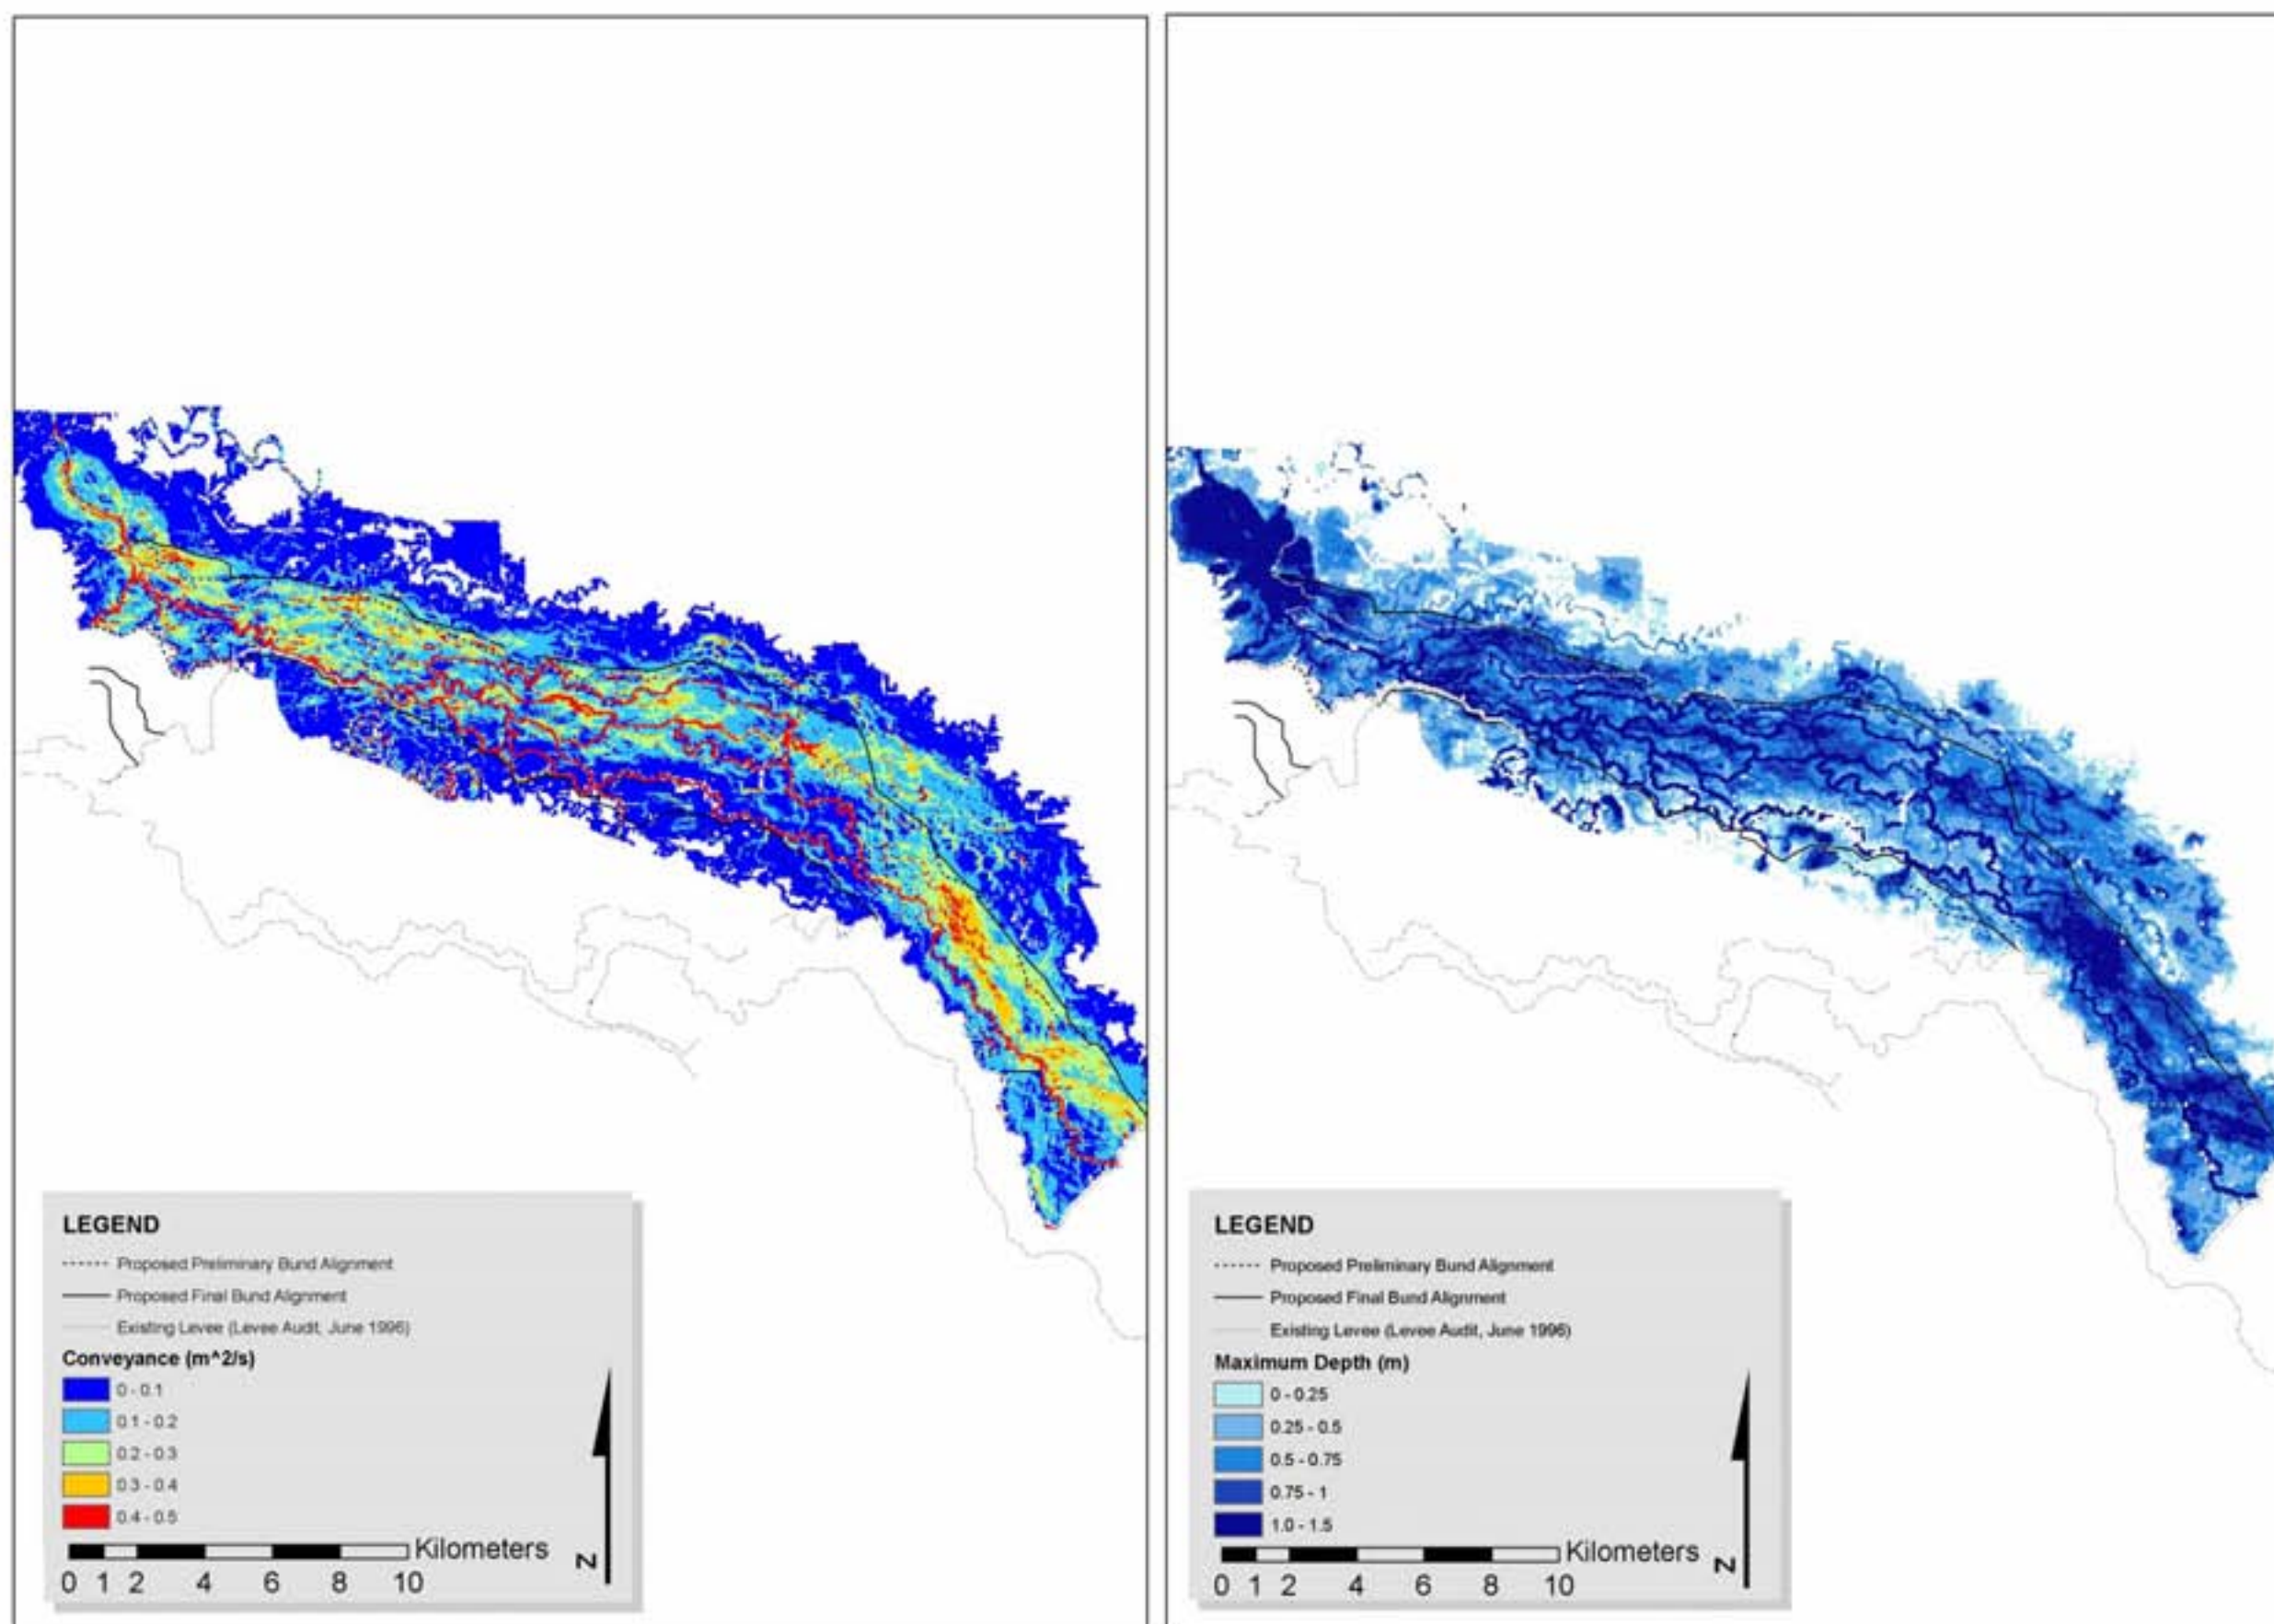 LEGEND
Proposed Preliminary Bund Alignment
Proposed Final Bund Alignment
Existing Levee (Levee Audit, June 1996)
Conveyance (m^2/s)
0 - 0.1
0.1 - 0.2
0.2 - 0.3
0.3 - 0.4
0.4 - 0.5
Kilometers
0 1 2 4 6 8 10
N
LEGEND
Proposed Preliminary Bund Alignment
Proposed Final Bund Alignment
Existing Levee (Levee Audit, June 1996)
Maximum Depth (m)
0 - 0.25
0.25 - 0.5
0.5 - 0.75
0.75 - 1
1.0 - 1.5
Kilometers
0 1 2 4 6 8 10
N